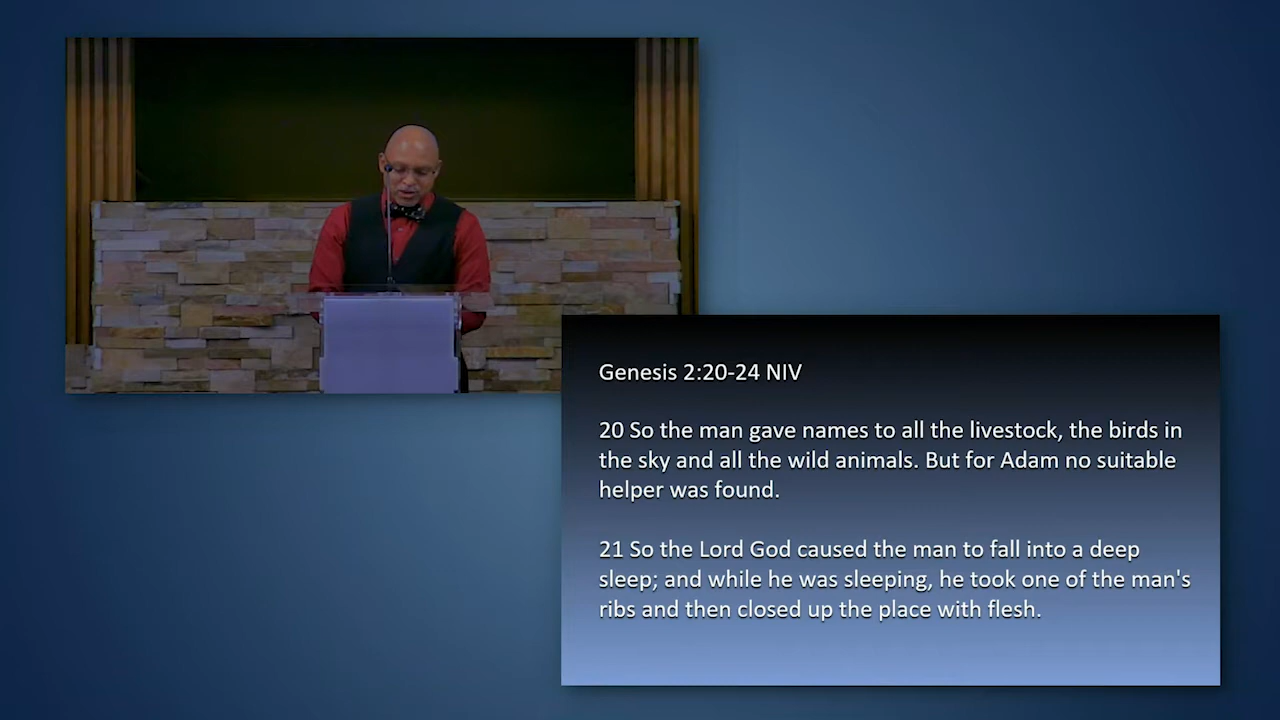 Genesis 2:20-24 NIV
20 So the man gave names to all the livestock, the birds in
the sky and all the wild animals. But for Adam no suitable
helper was found.
21 So the Lord God caused the man to fall into a deep
sleep; and while he was sleeping, he took one of the man's
ribs and then closed up the place with flesh.